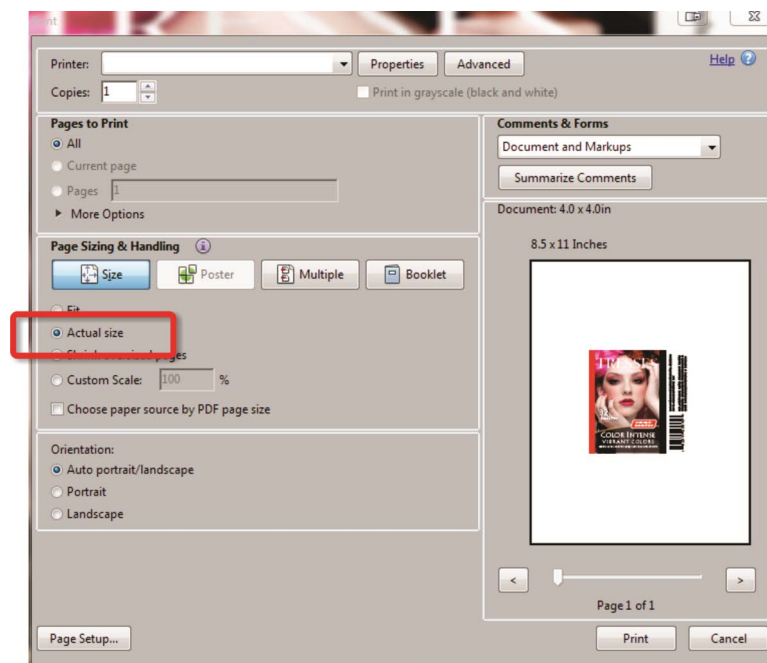 Printer:
Properties
Advanced
Help
Copies: 1
Print in grayscale (black and white)
Pages to Print
All
Current page
Pages 1
More Options
Comments & Forms
Document and Markups
Summarize Comments
Page Sizing & Handling
Size
Poster
Multiple
Booklet
Fit
Actual size
pages
Custom Scale: 100 %
Choose paper source by PDF page size
Orientation:
Auto portrait/landscape
Portrait
Landscape
Document: 4.0 x 4.0in
8.5 x 11 Inches
COLOR INTENSE
VIBRANT COLORS
<
>
Page 1 of 1
Page Setup...
Print
Cancel